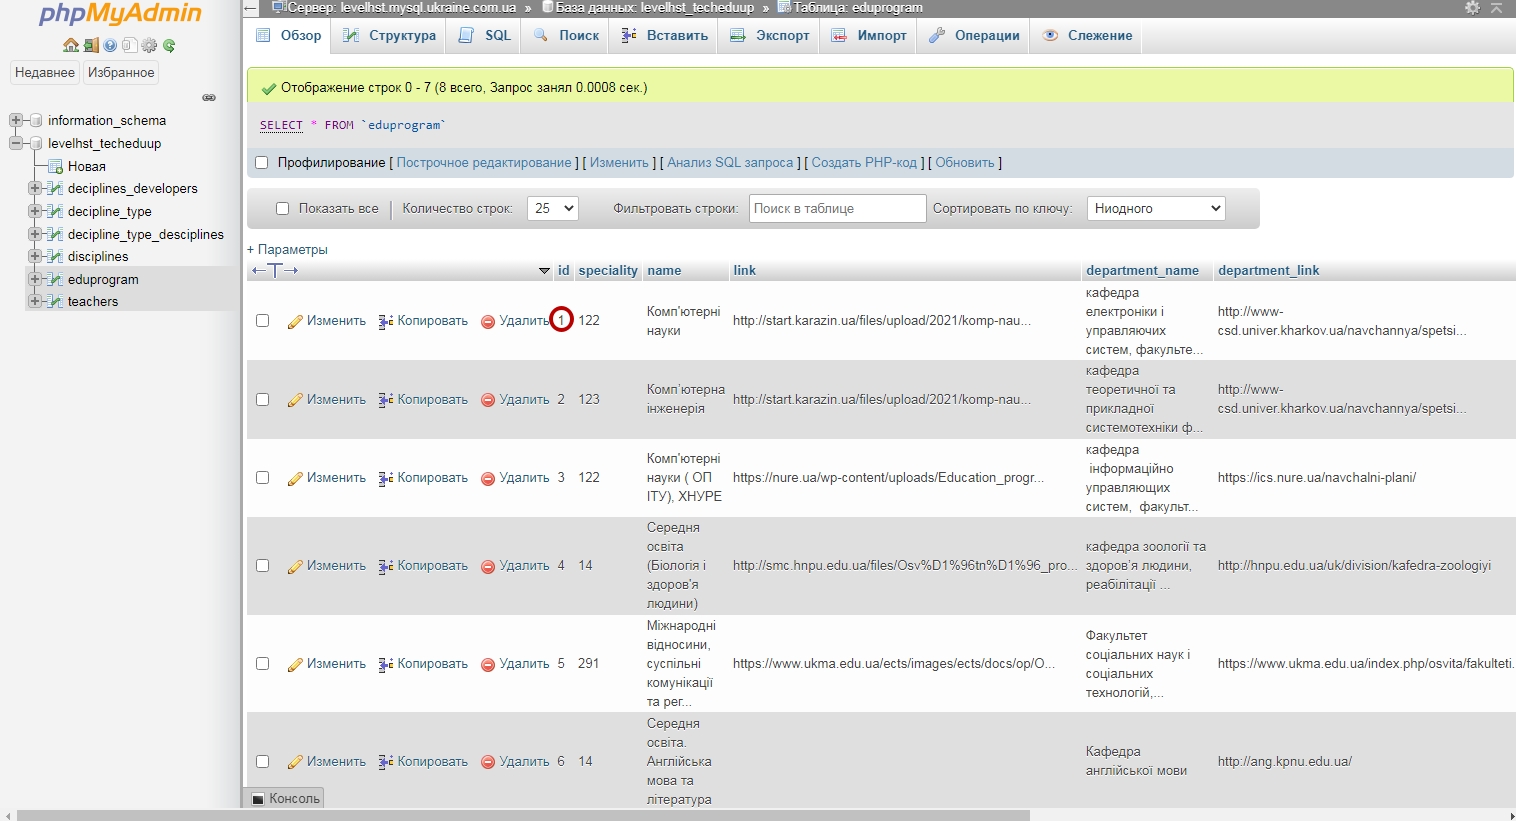 phpMyAdmin
Недавнее Избранное
information_schema
levelhst_techeduup
Новая
deciplines_developers
decipline_type
decipline_type_desciplines
disciplines
eduprogram
teachers
Сервер: levelhst.mysql.ukraine.com.ua » База данных: levelhst_techeduup » Таблица: eduprogram
Обзор Структура SQL Поиск Вставить Экспорт Импорт Операции Слежение
Отображение строк 0 - 7 (8 всего, Запрос занял 0.0008 сек.)
SELECT * FROM `eduprogram`
Профилирование [ Построчное редактирование ] [ Изменить ] [ Анализ SQL запроса ] [ Создать PHP-код ] [ Обновить ]
Показать все Количество строк: 25 Фильтровать строки: Поиск в таблице Сортировать по ключу: Ниодного
+ Параметры
←T→ id speciality name link department_name department_link
Изменить Копировать Удалить 1 122
Комп'ютерні
науки
http://start.karazin.ua/files/upload/2021/komp-nau...
кафедра
електроніки і
управляючих
систем, факульте...
http://www-
csd.univer.kharkov.ua/navchannya/spetsi...
Изменить Копировать Удалить 2 123
Комп’ютерна
інженерія
http://start.karazin.ua/files/upload/2021/komp-nau...
кафедра
теоретичної та
прикладної
системотехніки ф...
http://www-
csd.univer.kharkov.ua/navchannya/spetsi...
Изменить Копировать Удалить 3 122
Комп'ютерні
науки ( ОП
ІТУ), ХНУРЕ
https://nure.ua/wp-content/uploads/Education_progr...
кафедра
інформаційно
управляющих
систем, факульт...
https://ics.nure.ua/navchalni-plani/
Изменить Копировать Удалить 4 14
Середня
освіта
(Біологія і
здоров’я
людини)
http://smc.hnpu.edu.ua/files/Osv%D1%96tn%D1%96_pro...
кафедра зоології та
здоров’я людини,
реабілітації ...
http://hnpu.edu.ua/uk/division/kafedra-zoologiyi
Изменить Копировать Удалить 5 291
Міжнародні
відносини,
суспільні
комунікації
та рег...
https://www.ukma.edu.ua/ects/images/ects/docs/op/O...
Факультет
соціальних наук і
соціальних
технологій,...
https://www.ukma.edu.ua/index.php/osvita/fakulteti.
Изменить Копировать Удалить 6 14
Середня
освіта.
Англійська
мова та
література
Кафедра
англійської мови
http://ang.kpnu.edu.ua/
Консоль